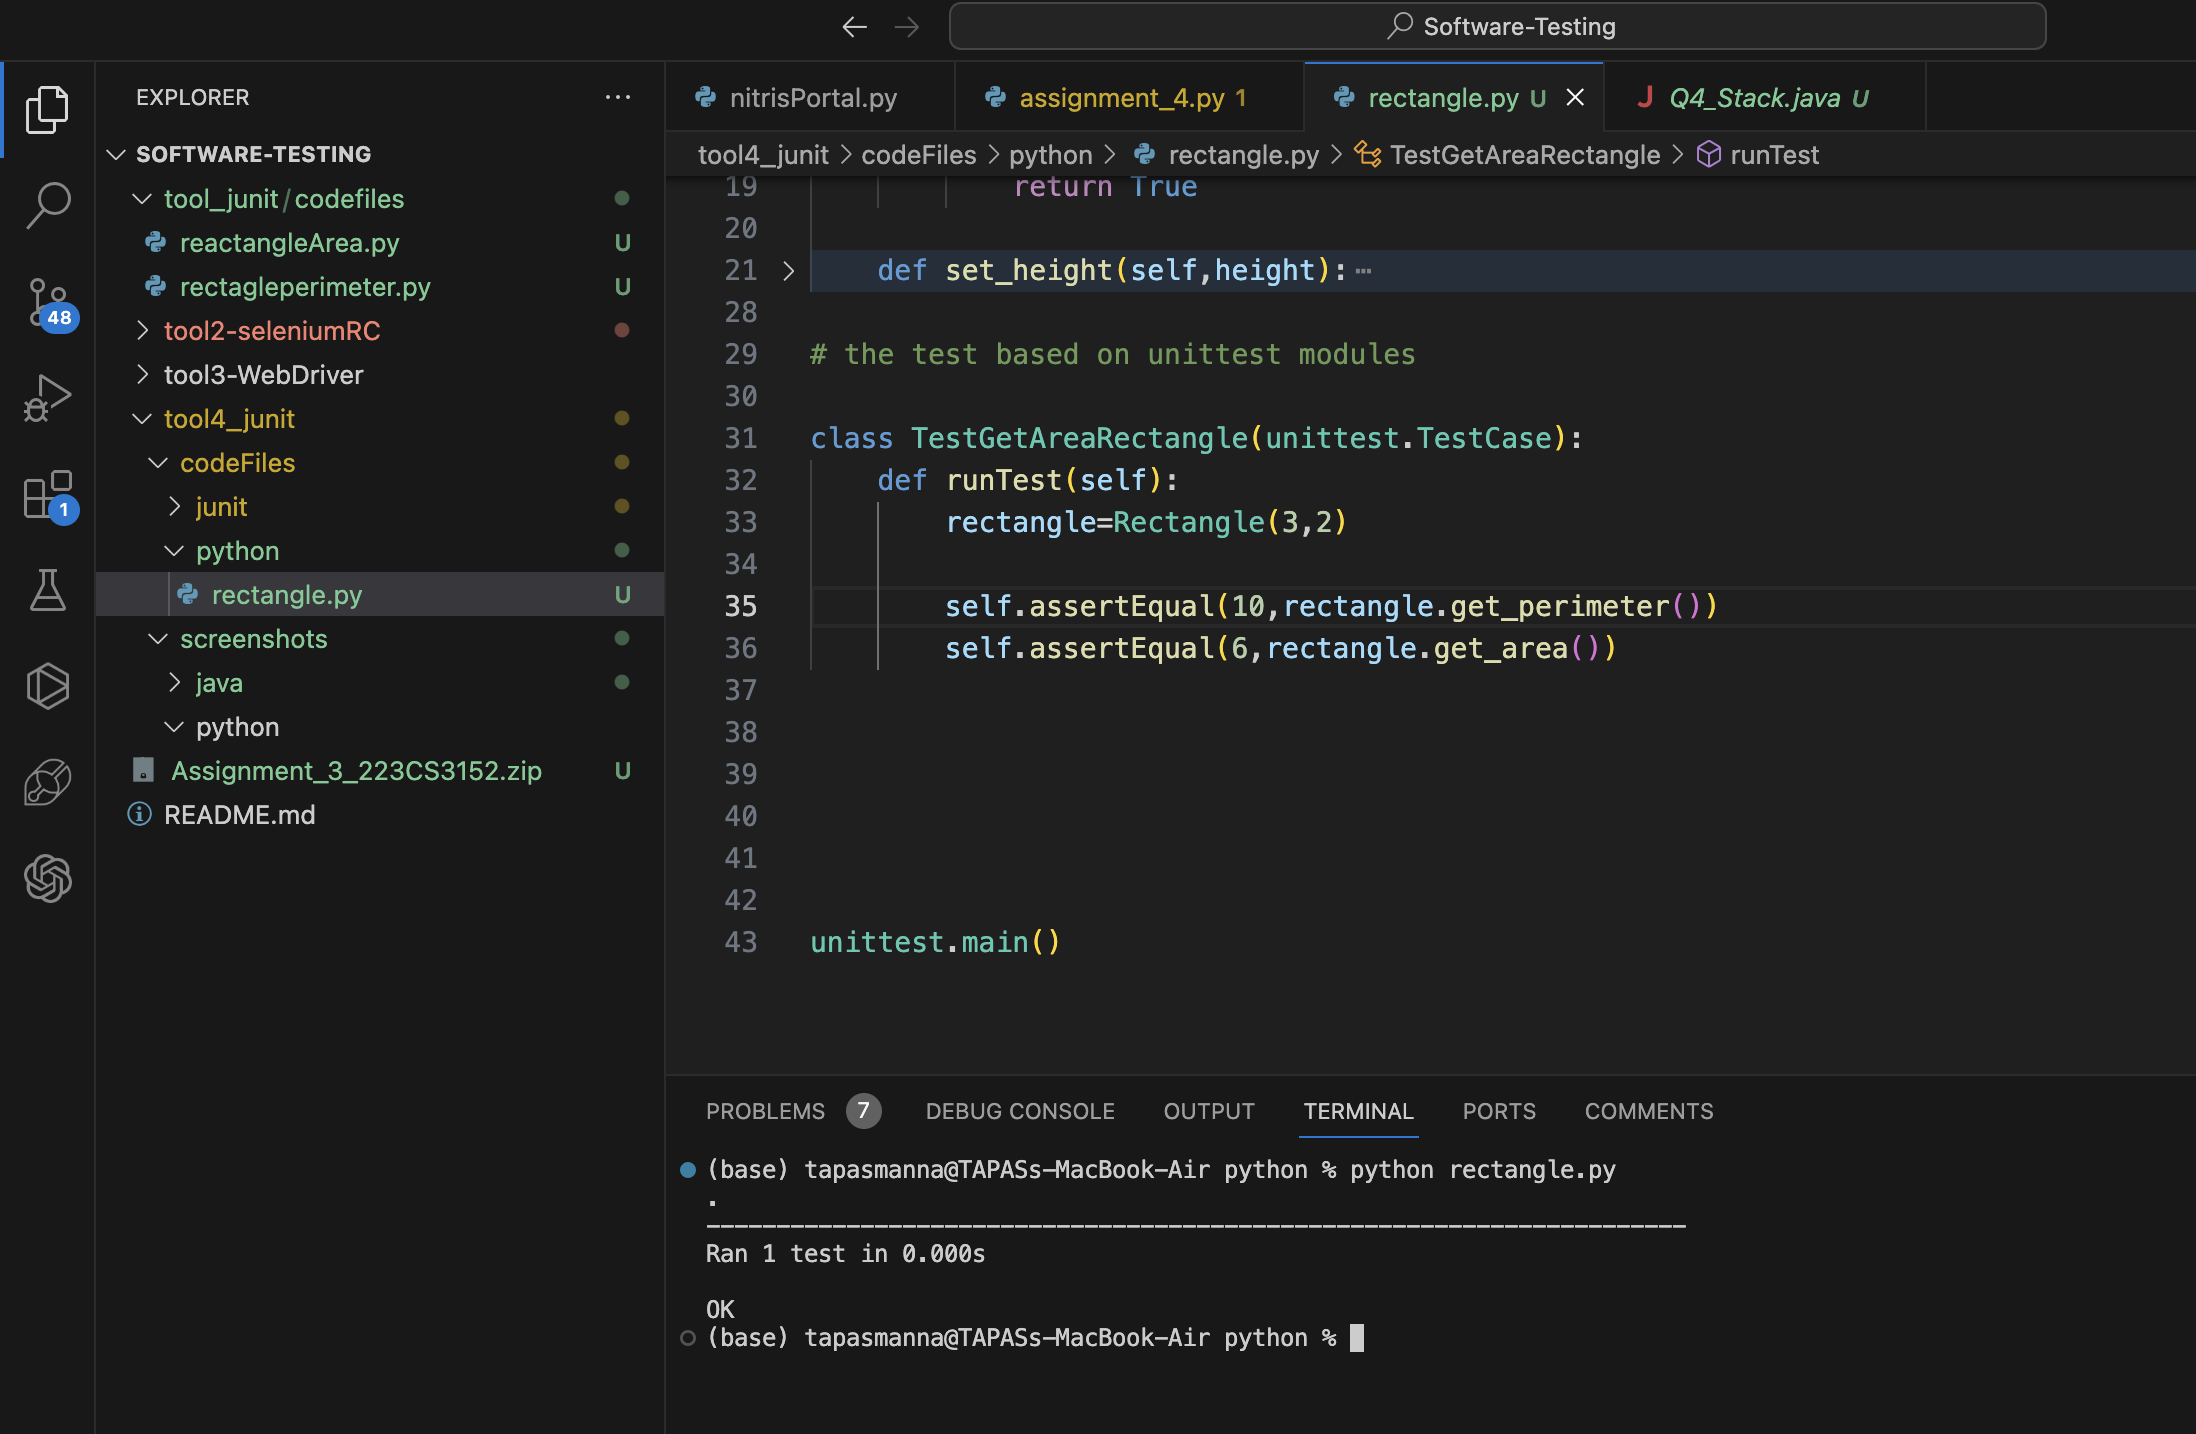 Software-Testing
EXPLORER
SOFTWARE-TESTING
tool_junit/codefiles
reactangleArea.py U
rectagleperimeter.py U
tool2-seleniumRC
tool3-WebDriver
tool4_junit
codeFiles
junit
python
rectangle.py U
screenshots
java
python
Assignment_3_223CS3152.zip U
README.md
48
1
nitrisPortal.py assignment_4.py 1 rectangle.py U Q4_Stack.java U
tool4_junit > codeFiles > python > rectangle.py > TestGetAreaRectangle > runTest
19 return True
20
21 def set_height(self,height):
28
29 # the test based on unittest modules
30
31 class TestGetAreaRectangle(unittest.TestCase):
32 def runTest(self):
33 rectangle=Rectangle(3,2)
34
35 self.assertEqual(10,rectangle.get_perimeter())
36 self.assertEqual(6,rectangle.get_area())
37
38
39
40
41
42
43 unittest.main()
PROBLEMS 7 DEBUG CONSOLE OUTPUT TERMINAL PORTS COMMENTS
(base) tapasmanna@TAPASs-MacBook-Air python % python rectangle.py
.
----------------------------------------------------------------------
Ran 1 test in 0.000s
OK
(base) tapasmanna@TAPASs-MacBook-Air python %